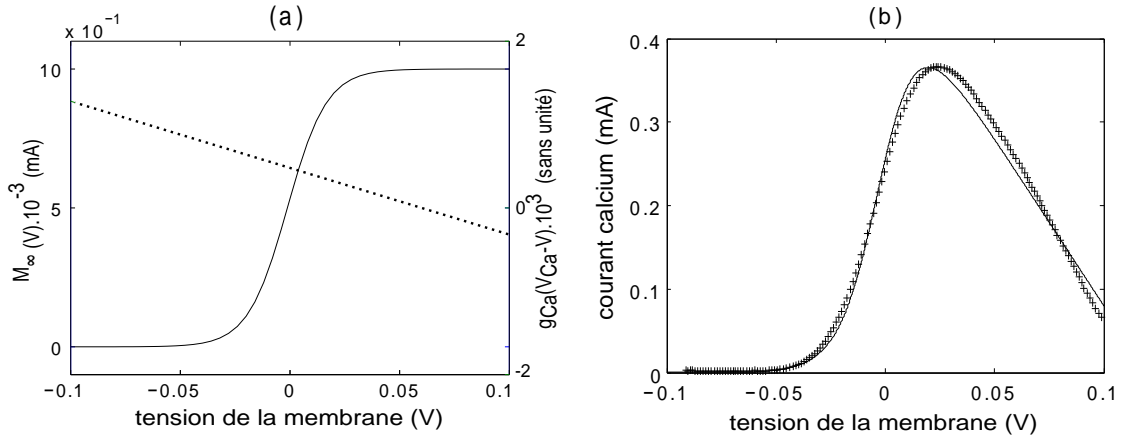 (a)
x 10⁻¹
10
5
0
M∞ (V).10⁻³ (mA)
2
0
-2
gCa(VCa-V).10³ (sans unité)
−0.1 −0.05 0 0.05 0.1
tension de la membrane (V)
(b)
0.4
0.3
0.2
0.1
0
courant calcium (mA)
−0.1 −0.05 0 0.05 0.1
tension de la membrane (V)